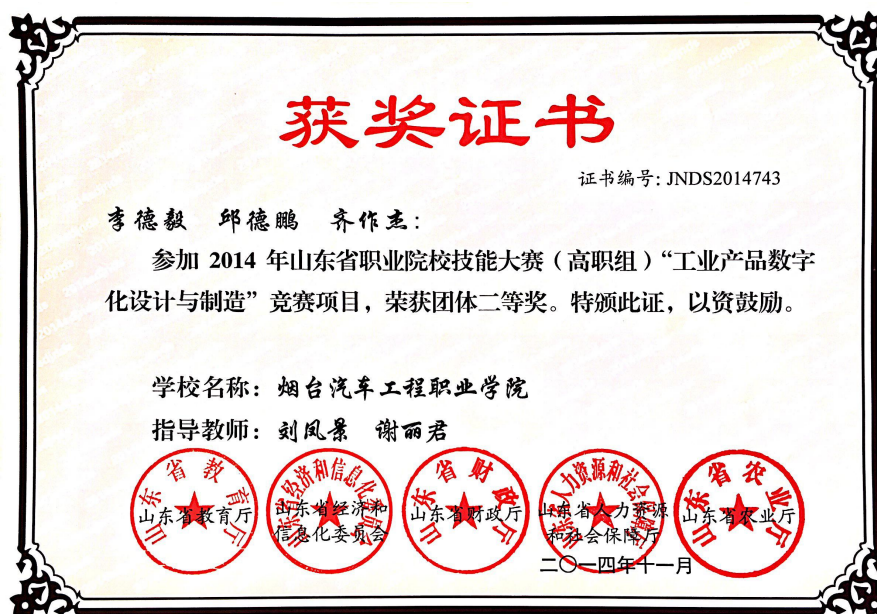 获奖证书
证书编号: JNDS2014743
李德毅 邱德鹏 齐作杰:
参加 2014 年山东省职业院校技能大赛（高职组）“工业产品数字
化设计与制造”竞赛项目，荣获团体二等奖。特颁此证，以资鼓励。
学校名称：烟台汽车工程职业学院
指导教师：刘凤景 谢丽君
山东省教育厅
山东省教育厅
山东省经济和信息化委员会
山东省经济和
信息化委员会
山东省财政厅
山东省财政厅
山东省人力资源和社会保障厅
山东省人力资源
和社会保障厅
山东省农业厅
山东省农业厅
二〇一四年十一月